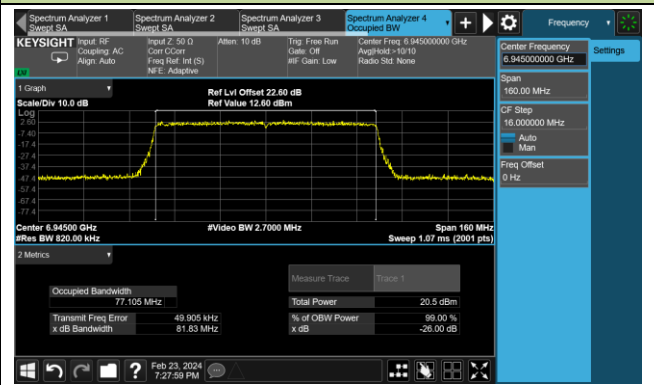 Spectrum Analyzer 1
Swept SA
Spectrum Analyzer 2
Swept SA
Spectrum Analyzer 3
Swept SA
Spectrum Analyzer 4
Occupied BW
Frequency
KEYSIGHT
Input: RF
Coupling: AC
Align: Auto
Input Z: 50 Ω
Corr CCorr
Freq Ref: Int (S)
NFE: Adaptive
Atten: 10 dB
Trig: Free Run
Gate: Off
#IF Gain: Low
Center Freq: 6.945000000 GHz
Avg|Hold:>10/10
Radio Std: None
Center Frequency
6.945000000 GHz
Settings
Span
160.00 MHz
CF Step
16.000000 MHz
Auto
Man
Freq Offset
0 Hz
1 Graph
Scale/Div 10.0 dB
Ref Lvl Offset 22.60 dB
Ref Value 12.60 dBm
Log
2.60
-7.40
-17.4
-27.4
-37.4
-47.4
-57.4
-67.4
-77.4
Center 6.94500 GHz
#Res BW 820.00 kHz
#Video BW 2.7000 MHz
Span 160 MHz
Sweep 1.07 ms (2001 pts)
2 Metrics
Measure Trace
Trace 1
Occupied Bandwidth
77.105 MHz
Total Power
20.5 dBm
Transmit Freq Error
49.905 kHz
% of OBW Power
99.00 %
x dB Bandwidth
81.83 MHz
x dB
-26.00 dB
Feb 23, 2024
7:27:59 PM